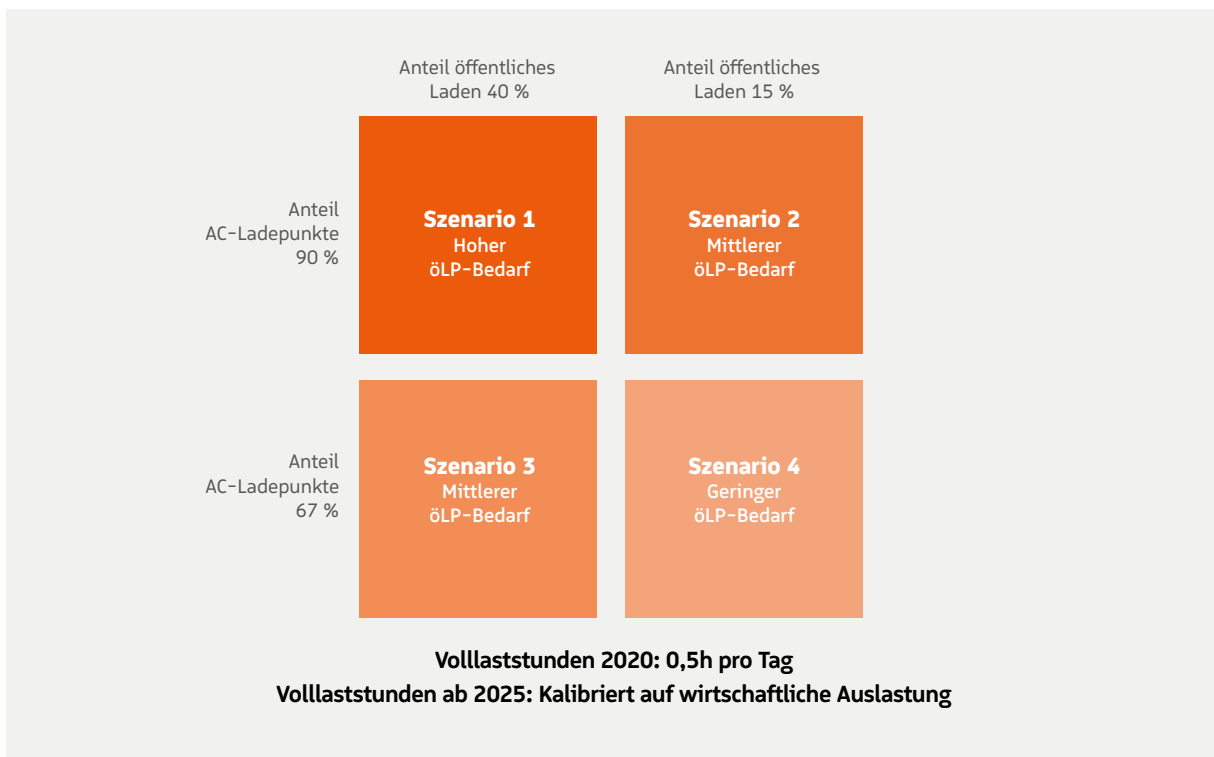 Anteil öffentliches
Laden 40 %
Anteil öffentliches
Laden 15 %
Anteil
AC-Ladepunkte
90 %
Szenario 1
Hoher
öLP-Bedarf
Szenario 2
Mittlerer
öLP-Bedarf
Anteil
AC-Ladepunkte
67 %
Szenario 3
Mittlerer
öLP-Bedarf
Szenario 4
Geringer
öLP-Bedarf
Volllaststunden 2020: 0,5h pro Tag
Volllaststunden ab 2025: Kalibriert auf wirtschaftliche Auslastung